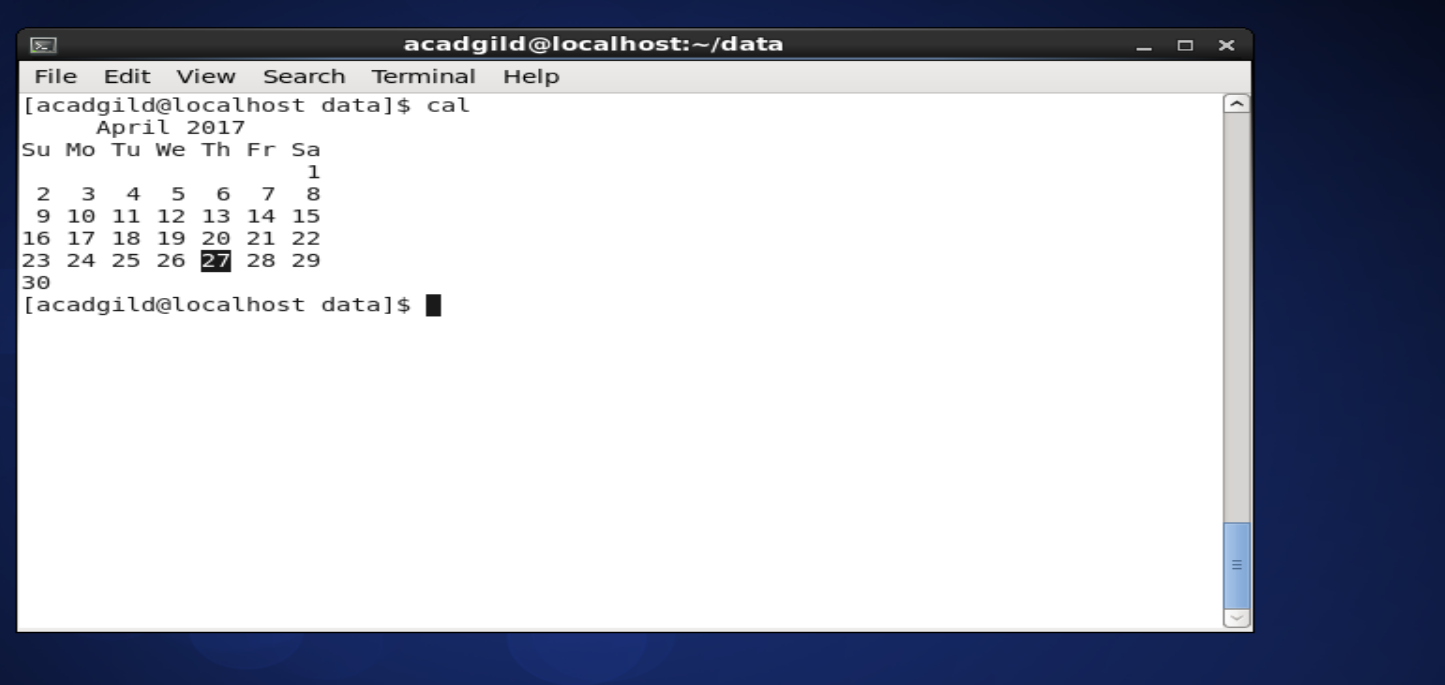 acadgild@localhost:~/data
File Edit View Search Terminal Help
[acadgild@localhost data]$ cal
     April 2017
Su Mo Tu We Th Fr Sa
                   1
 2  3  4  5  6  7  8
 9 10 11 12 13 14 15
16 17 18 19 20 21 22
23 24 25 26 27 28 29
30
[acadgild@localhost data]$